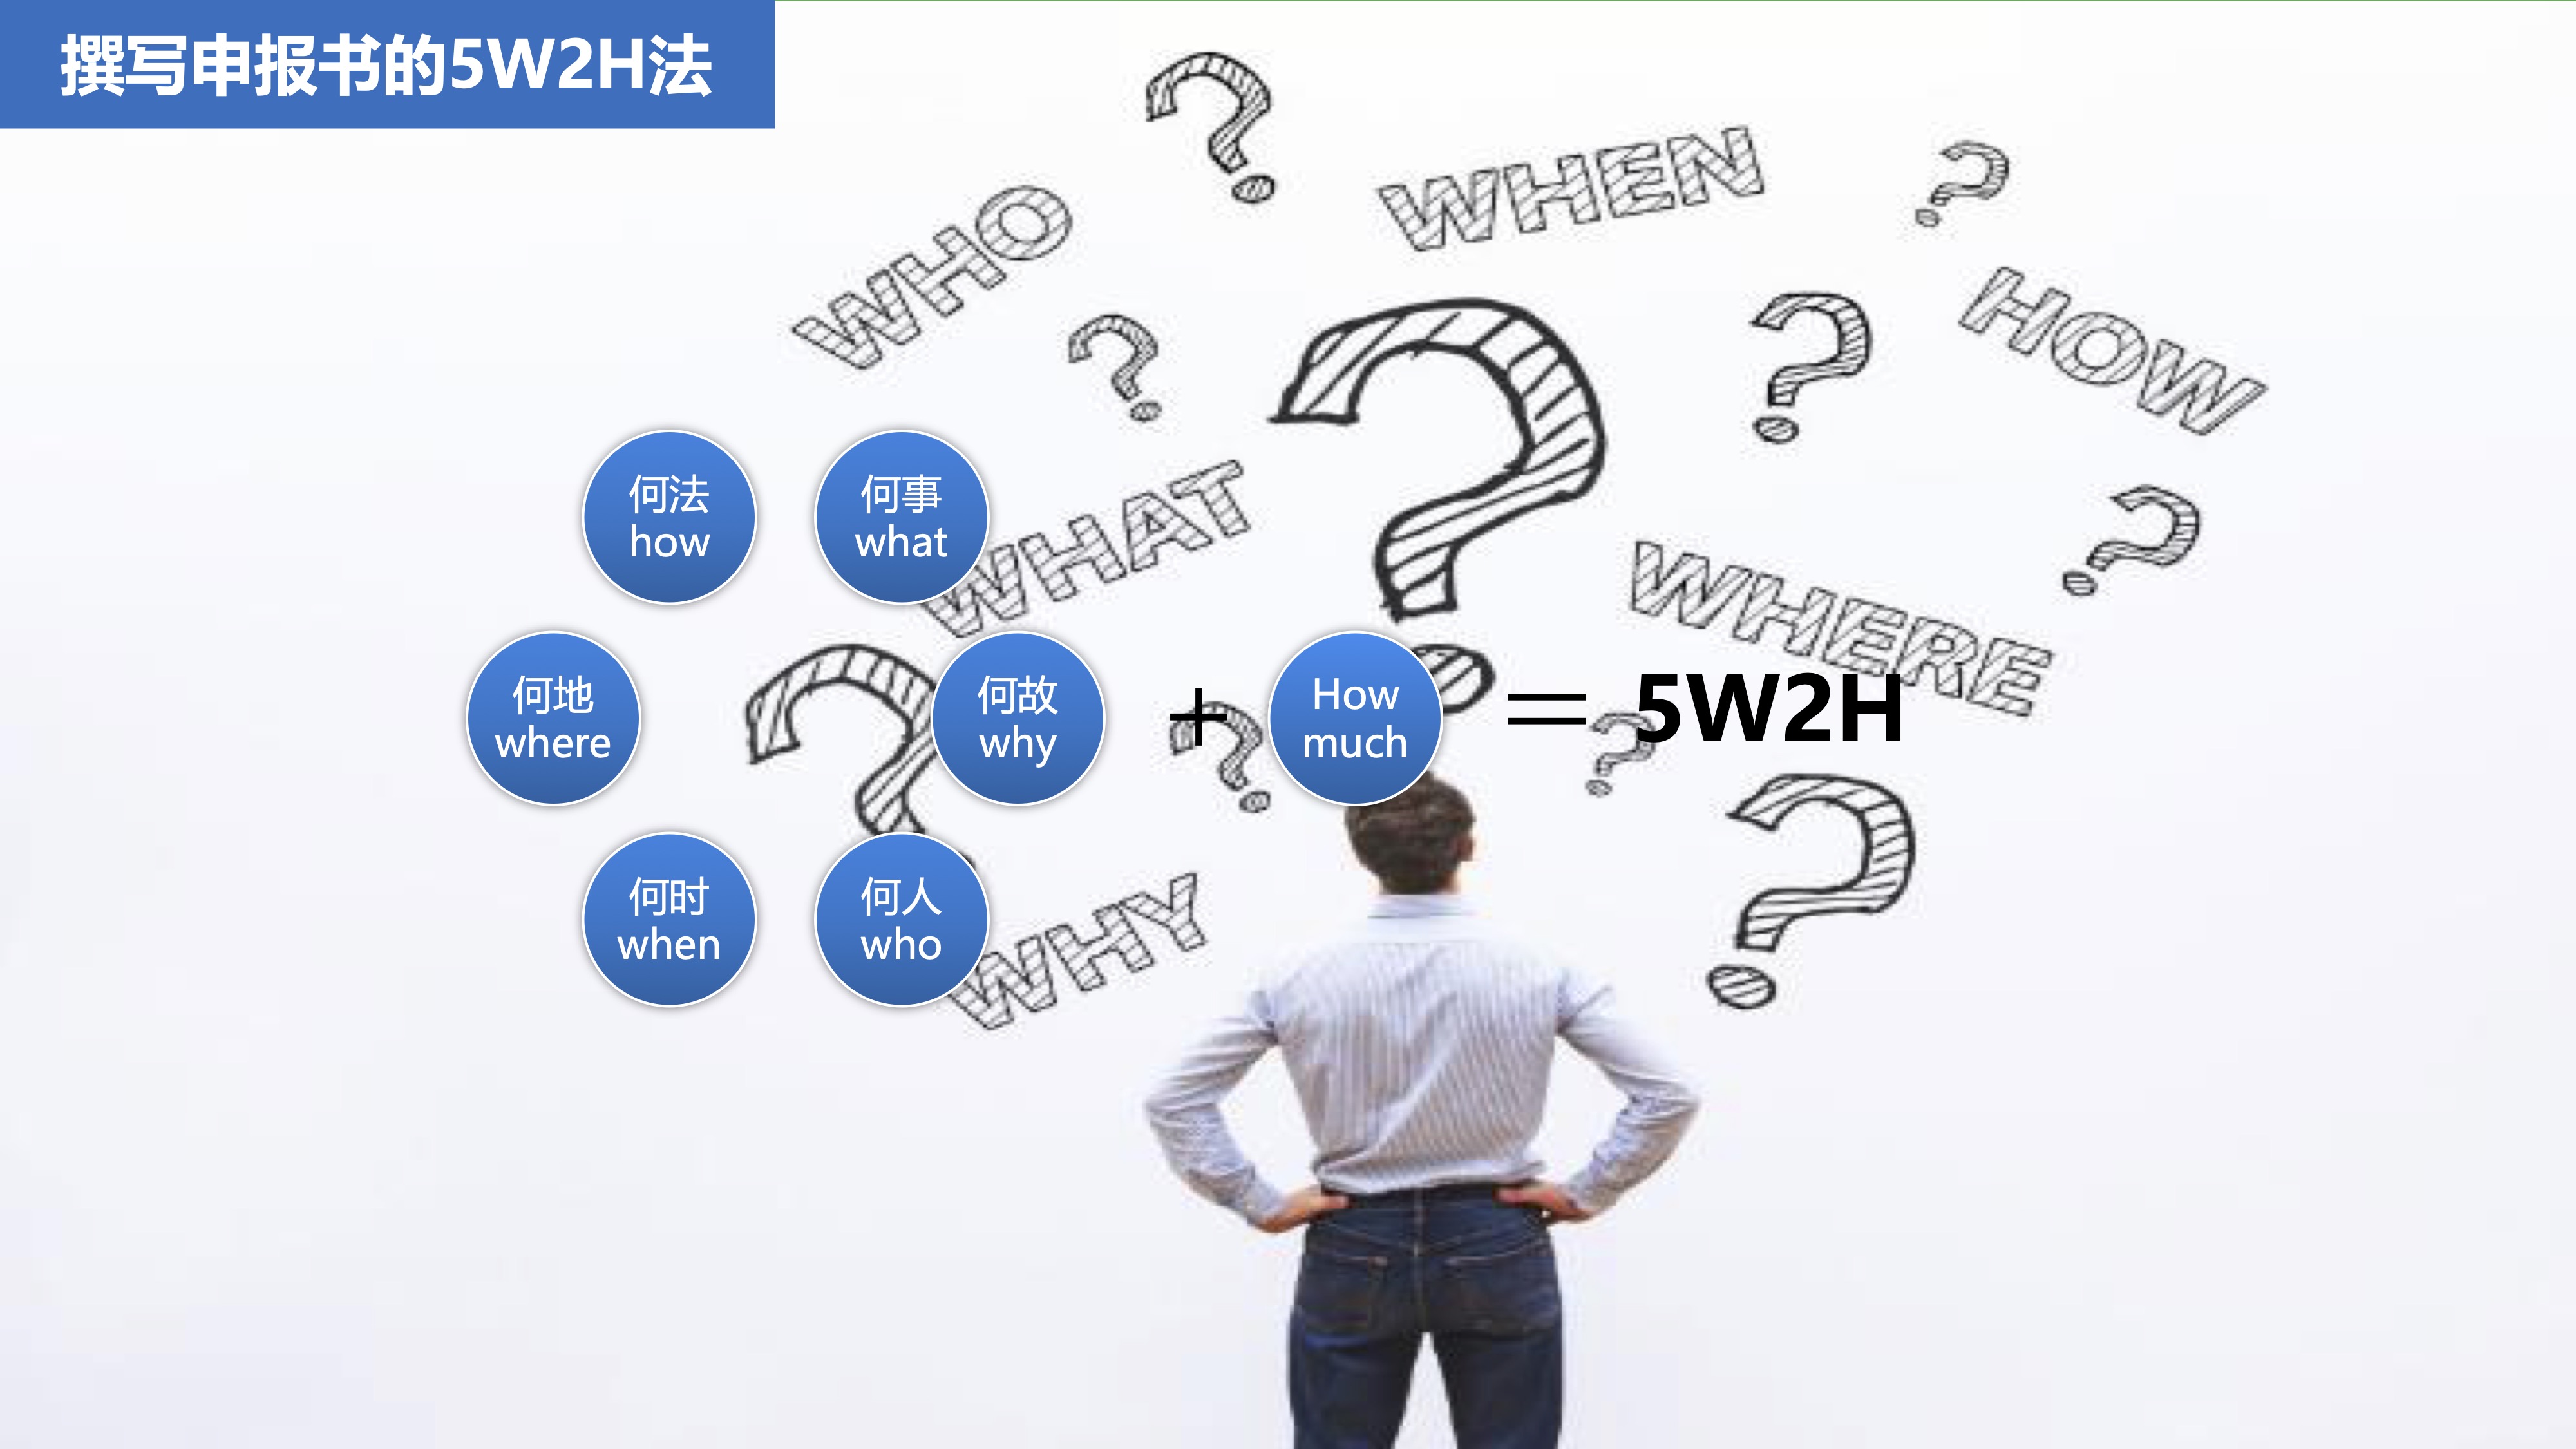 撰写申报书的5W2H法
?
WHEN
?
WHO
HOW
?
?
?
何法
how
何事
what
WHAT
?
WHERE
何地
where
?
何故
why
+
?
How
much
=
5W2H
?
?
何时
when
何人
who
WHY